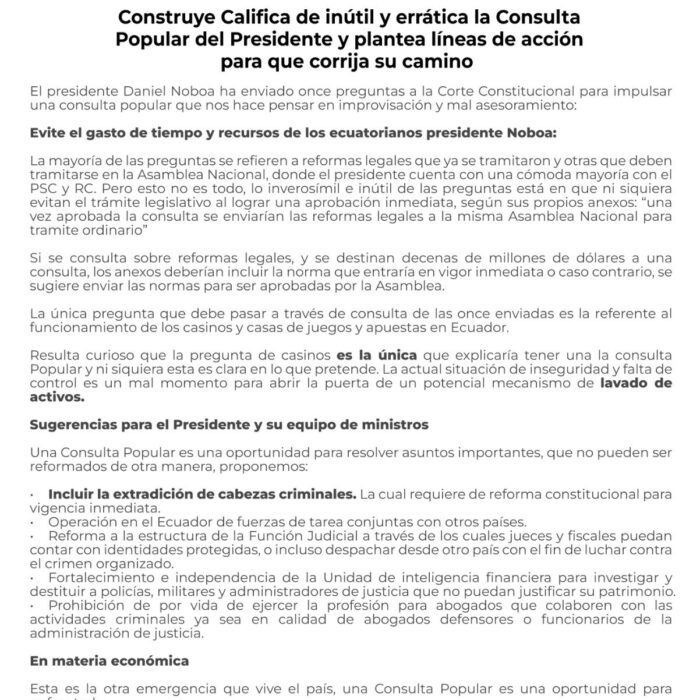 Construye Califica de inútil y errática la Consulta
Popular del Presidente y plantea líneas de acción
para que corrija su camino
El presidente Daniel Noboa ha enviado once preguntas a la Corte Constitucional para impulsar
una consulta popular que nos hace pensar en improvisación y mal asesoramiento:
Evite el gasto de tiempo y recursos de los ecuatorianos presidente Noboa:
La mayoría de las preguntas se refieren a reformas legales que ya se tramitaron y otras que deben
tramitarse en la Asamblea Nacional, donde el presidente cuenta con una cómoda mayoría con el
PSC y RC. Pero esto no es todo, lo inverosímil e inútil de las preguntas está en que ni siquiera
evitan el trámite legislativo al lograr una aprobación inmediata, según sus propios anexos: “una
vez aprobada la consulta se enviarían las reformas legales a la misma Asamblea Nacional para
tramite ordinario”
Si se consulta sobre reformas legales, y se destinan decenas de millones de dólares a una
consulta, los anexos deberían incluir la norma que entraría en vigor inmediata o caso contrario, se
sugiere enviar las normas para ser aprobadas por la Asamblea.
La única pregunta que debe pasar a través de consulta de las once enviadas es la referente al
funcionamiento de los casinos y casas de juegos y apuestas en Ecuador.
Resulta curioso que la pregunta de casinos es la única que explicaría tener una la consulta
Popular y ni siquiera esta es clara en lo que pretende. La actual situación de inseguridad y falta de
control es un mal momento para abrir la puerta de un potencial mecanismo de lavado de
activos.
Sugerencias para el Presidente y su equipo de ministros
Una Consulta Popular es una oportunidad para resolver asuntos importantes, que no pueden ser
reformados de otra manera, proponemos:
• Incluir la extradición de cabezas criminales. La cual requiere de reforma constitucional para
vigencia inmediata.
• Operación en el Ecuador de fuerzas de tarea conjuntas con otros países.
• Reforma a la estructura de la Función Judicial a través de los cuales jueces y fiscales puedan
contar con identidades protegidas, o incluso despachar desde otro país con el fin de luchar contra
el crimen organizado.
• Fortalecimiento e independencia de la Unidad de inteligencia financiera para investigar y
destituir a policías, militares y administradores de justicia que no puedan justificar su patrimonio.
• Prohibición de por vida de ejercer la profesión para abogados que colaboren con las
actividades criminales ya sea en calidad de abogados defensores o funcionarios de la
administración de justicia.
En materia económica
Esta es la otra emergencia que vive el país, una Consulta Popular es una oportunidad para